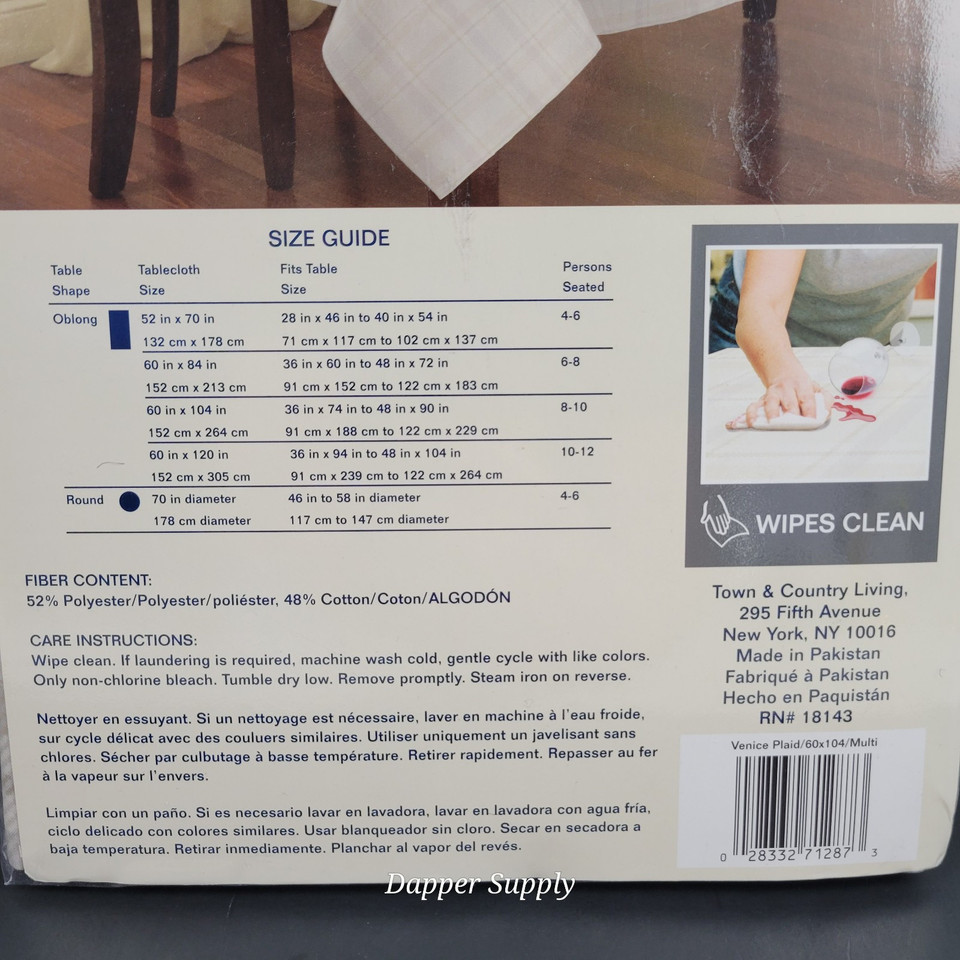 SIZE GUIDE
Table Shape Tablecloth Size Fits Table Size Persons Seated
Oblong 52 in x 70 in 28 in x 46 in to 40 in x 54 in 4-6
132 cm x 178 cm 71 cm x 117 cm to 102 cm x 137 cm
60 in x 84 in 36 in x 60 in to 48 in x 72 in 6-8
152 cm x 213 cm 91 cm x 152 cm to 122 cm x 183 cm
60 in x 104 in 36 in x 74 in to 48 in x 90 in 8-10
152 cm x 264 cm 91 cm x 188 cm to 122 cm x 229 cm
60 in x 120 in 36 in x 94 in to 48 in x 104 in 10-12
152 cm x 305 cm 91 cm x 239 cm to 122 cm x 264 cm
Round 70 in diameter 46 in to 58 in diameter 4-6
178 cm diameter 117 cm to 147 cm diameter
FIBER CONTENT:
52% Polyester/Polyester/poliéster, 48% Cotton/Coton/ALGODÓN
CARE INSTRUCTIONS:
Wipe clean. If laundering is required, machine wash cold, gentle cycle with like colors.
Only non-chlorine bleach. Tumble dry low. Remove promptly. Steam iron on reverse.
Nettoyer en essuyant. Si un nettoyage est nécessaire, laver en machine à l'eau froide,
sur cycle délicat avec des couluers similaires. Utiliser uniquement un javelisant sans
chlores. Sécher par culbutage à basse température. Retirer rapidement. Repasser au fer
à la vapeur sur l'envers.
Limpiar con un paño. Si es necesario lavar en lavadora, lavar en lavadora con agua fría,
ciclo delicado con colores similares. Usar blanqueador sin cloro. Secar en secadora a
baja temperatura. Retirar inmediamente. Planchar al vapor del revés.
WIPES CLEAN
Town & Country Living,
295 Fifth Avenue
New York, NY 10016
Made in Pakistan
Fabriqué à Pakistan
Hecho en Paquistán
RN# 18143
Venice Plaid/60x104/Multi
0 28332 71287 3
Dapper Supply